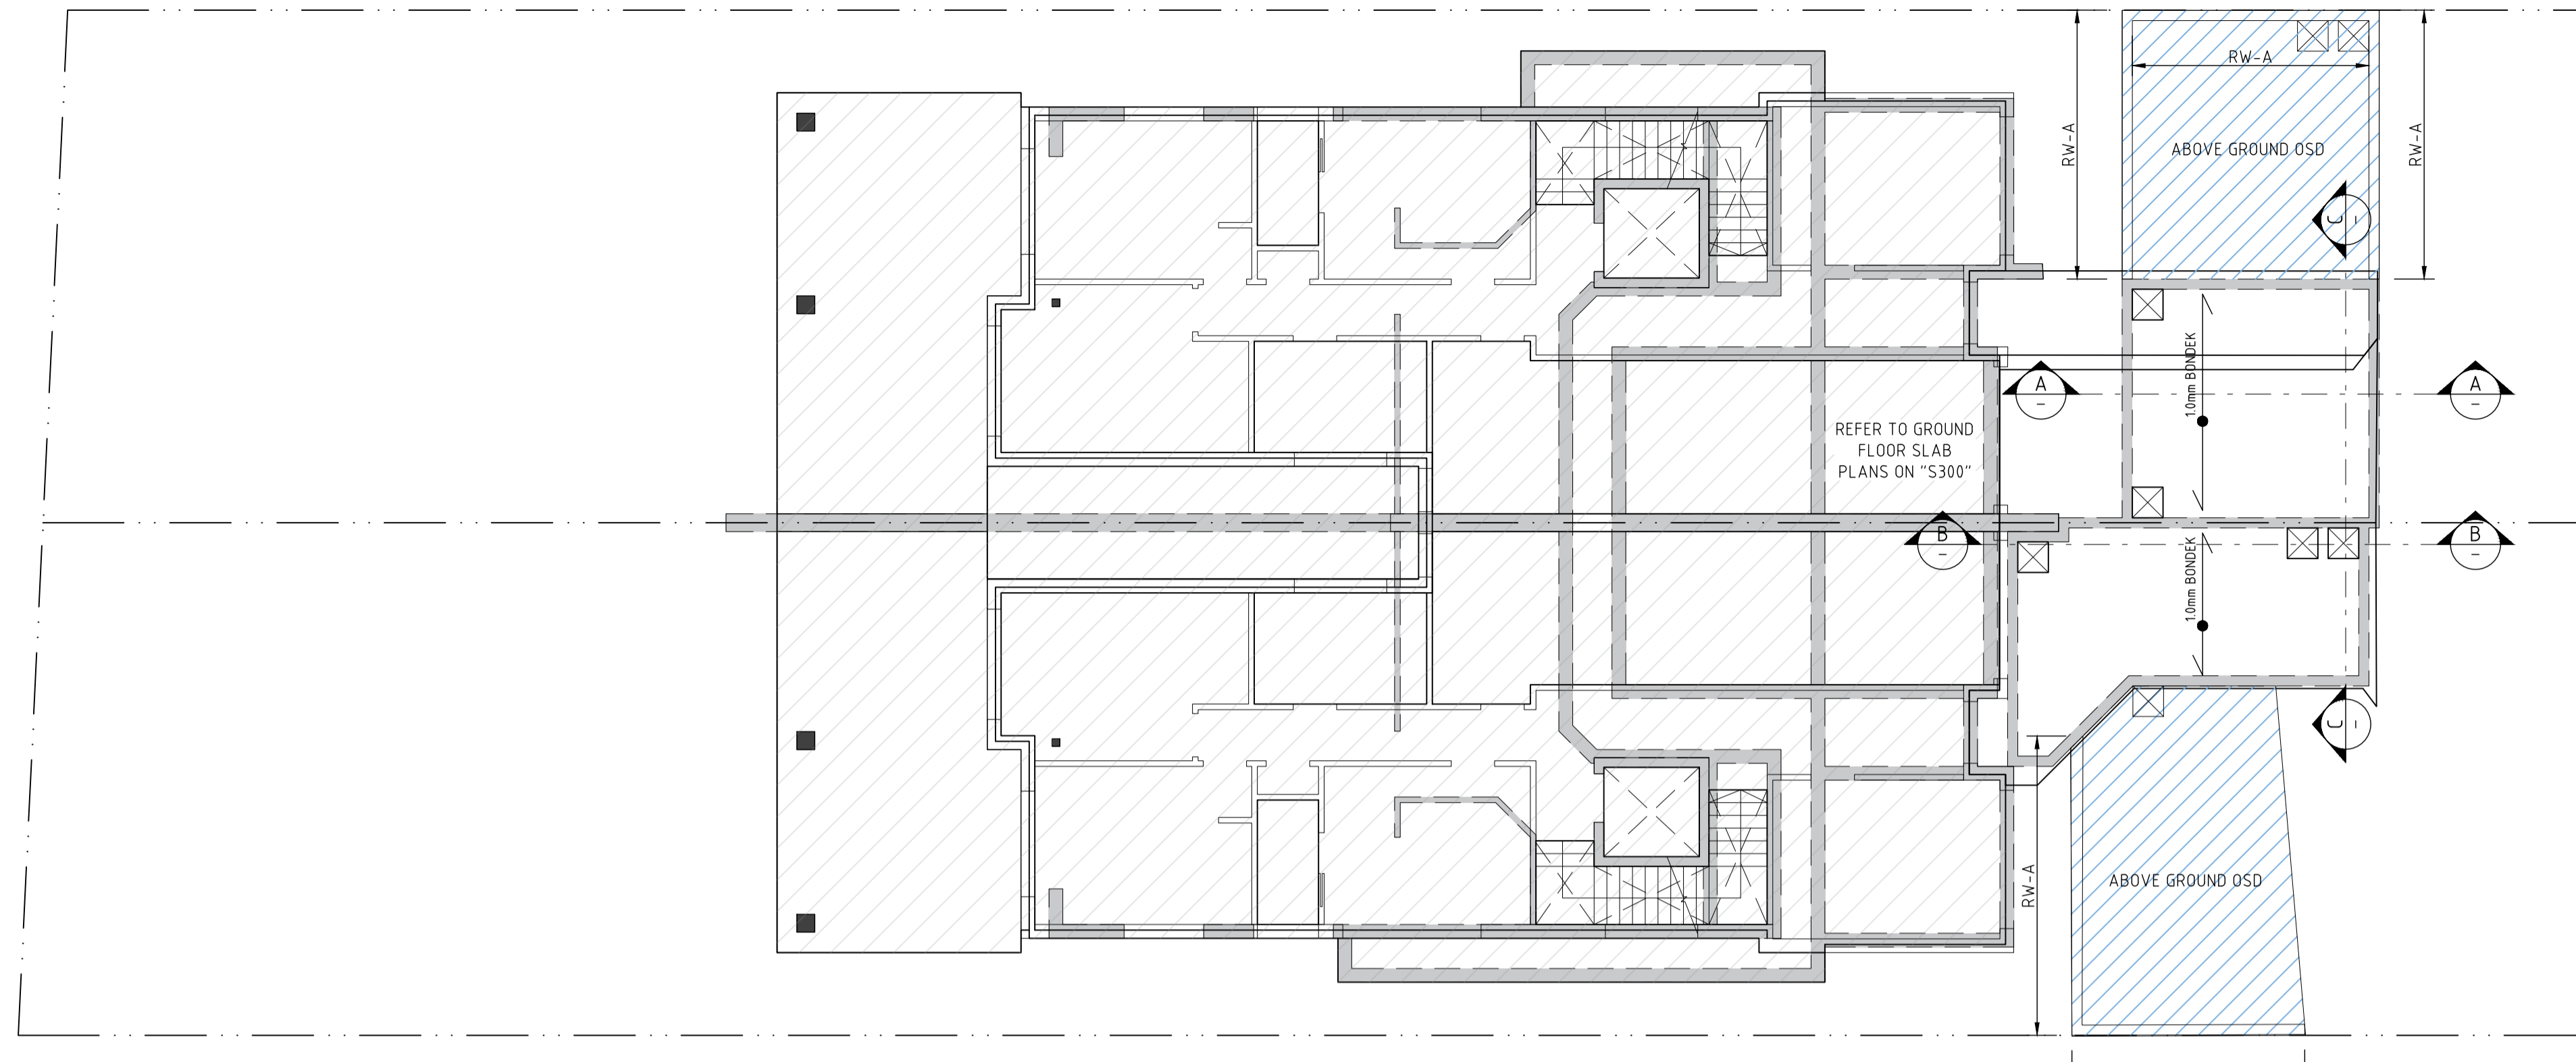 RW-A
RW-A
ABOVE GROUND OSD
RW-A
C
-
1.0mm BONDEK
A
-
A
-
REFER TO GROUND
FLOOR SLAB
PLANS ON "S300"
B
-
B
-
1.0mm BONDEK
C
-
RW-A
ABOVE GROUND OSD